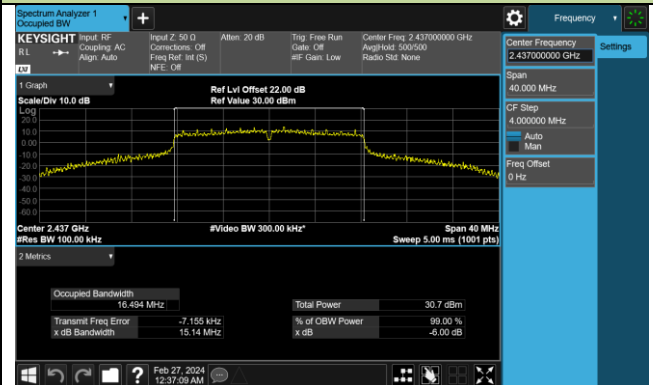 Spectrum Analyzer 1
Occupied BW
Frequency
KEYSIGHT
RL
Input: RF
Coupling: AC
Align: Auto
Input Z: 50 Ω
Corrections: Off
Freq Ref: Int (S)
NFE: Off
Atten: 20 dB
Trig: Free Run
Gate: Off
#IF Gain: Low
Center Freq: 2.437000000 GHz
Avg|Hold: 500/500
Radio Std: None
LXI
Center Frequency
2.437000000 GHz
Settings
Span
40.000 MHz
CF Step
4.000000 MHz
Auto
Man
Freq Offset
0 Hz
1 Graph
Scale/Div 10.0 dB
Ref Lvl Offset 22.00 dB
Ref Value 30.00 dBm
Log
20.0
10.0
0.00
-10.0
-20.0
-30.0
-40.0
-50.0
-60.0
Center 2.437 GHz
#Video BW 300.00 kHz*
Span 40 MHz
#Res BW 100.00 kHz
Sweep 5.00 ms (1001 pts)
2 Metrics
Occupied Bandwidth
16.494 MHz
Total Power 30.7 dBm
Transmit Freq Error -7.155 kHz
% of OBW Power 99.00 %
x dB Bandwidth 15.14 MHz
x dB -6.00 dB
?
Feb 27, 2024
12:37:09 AM